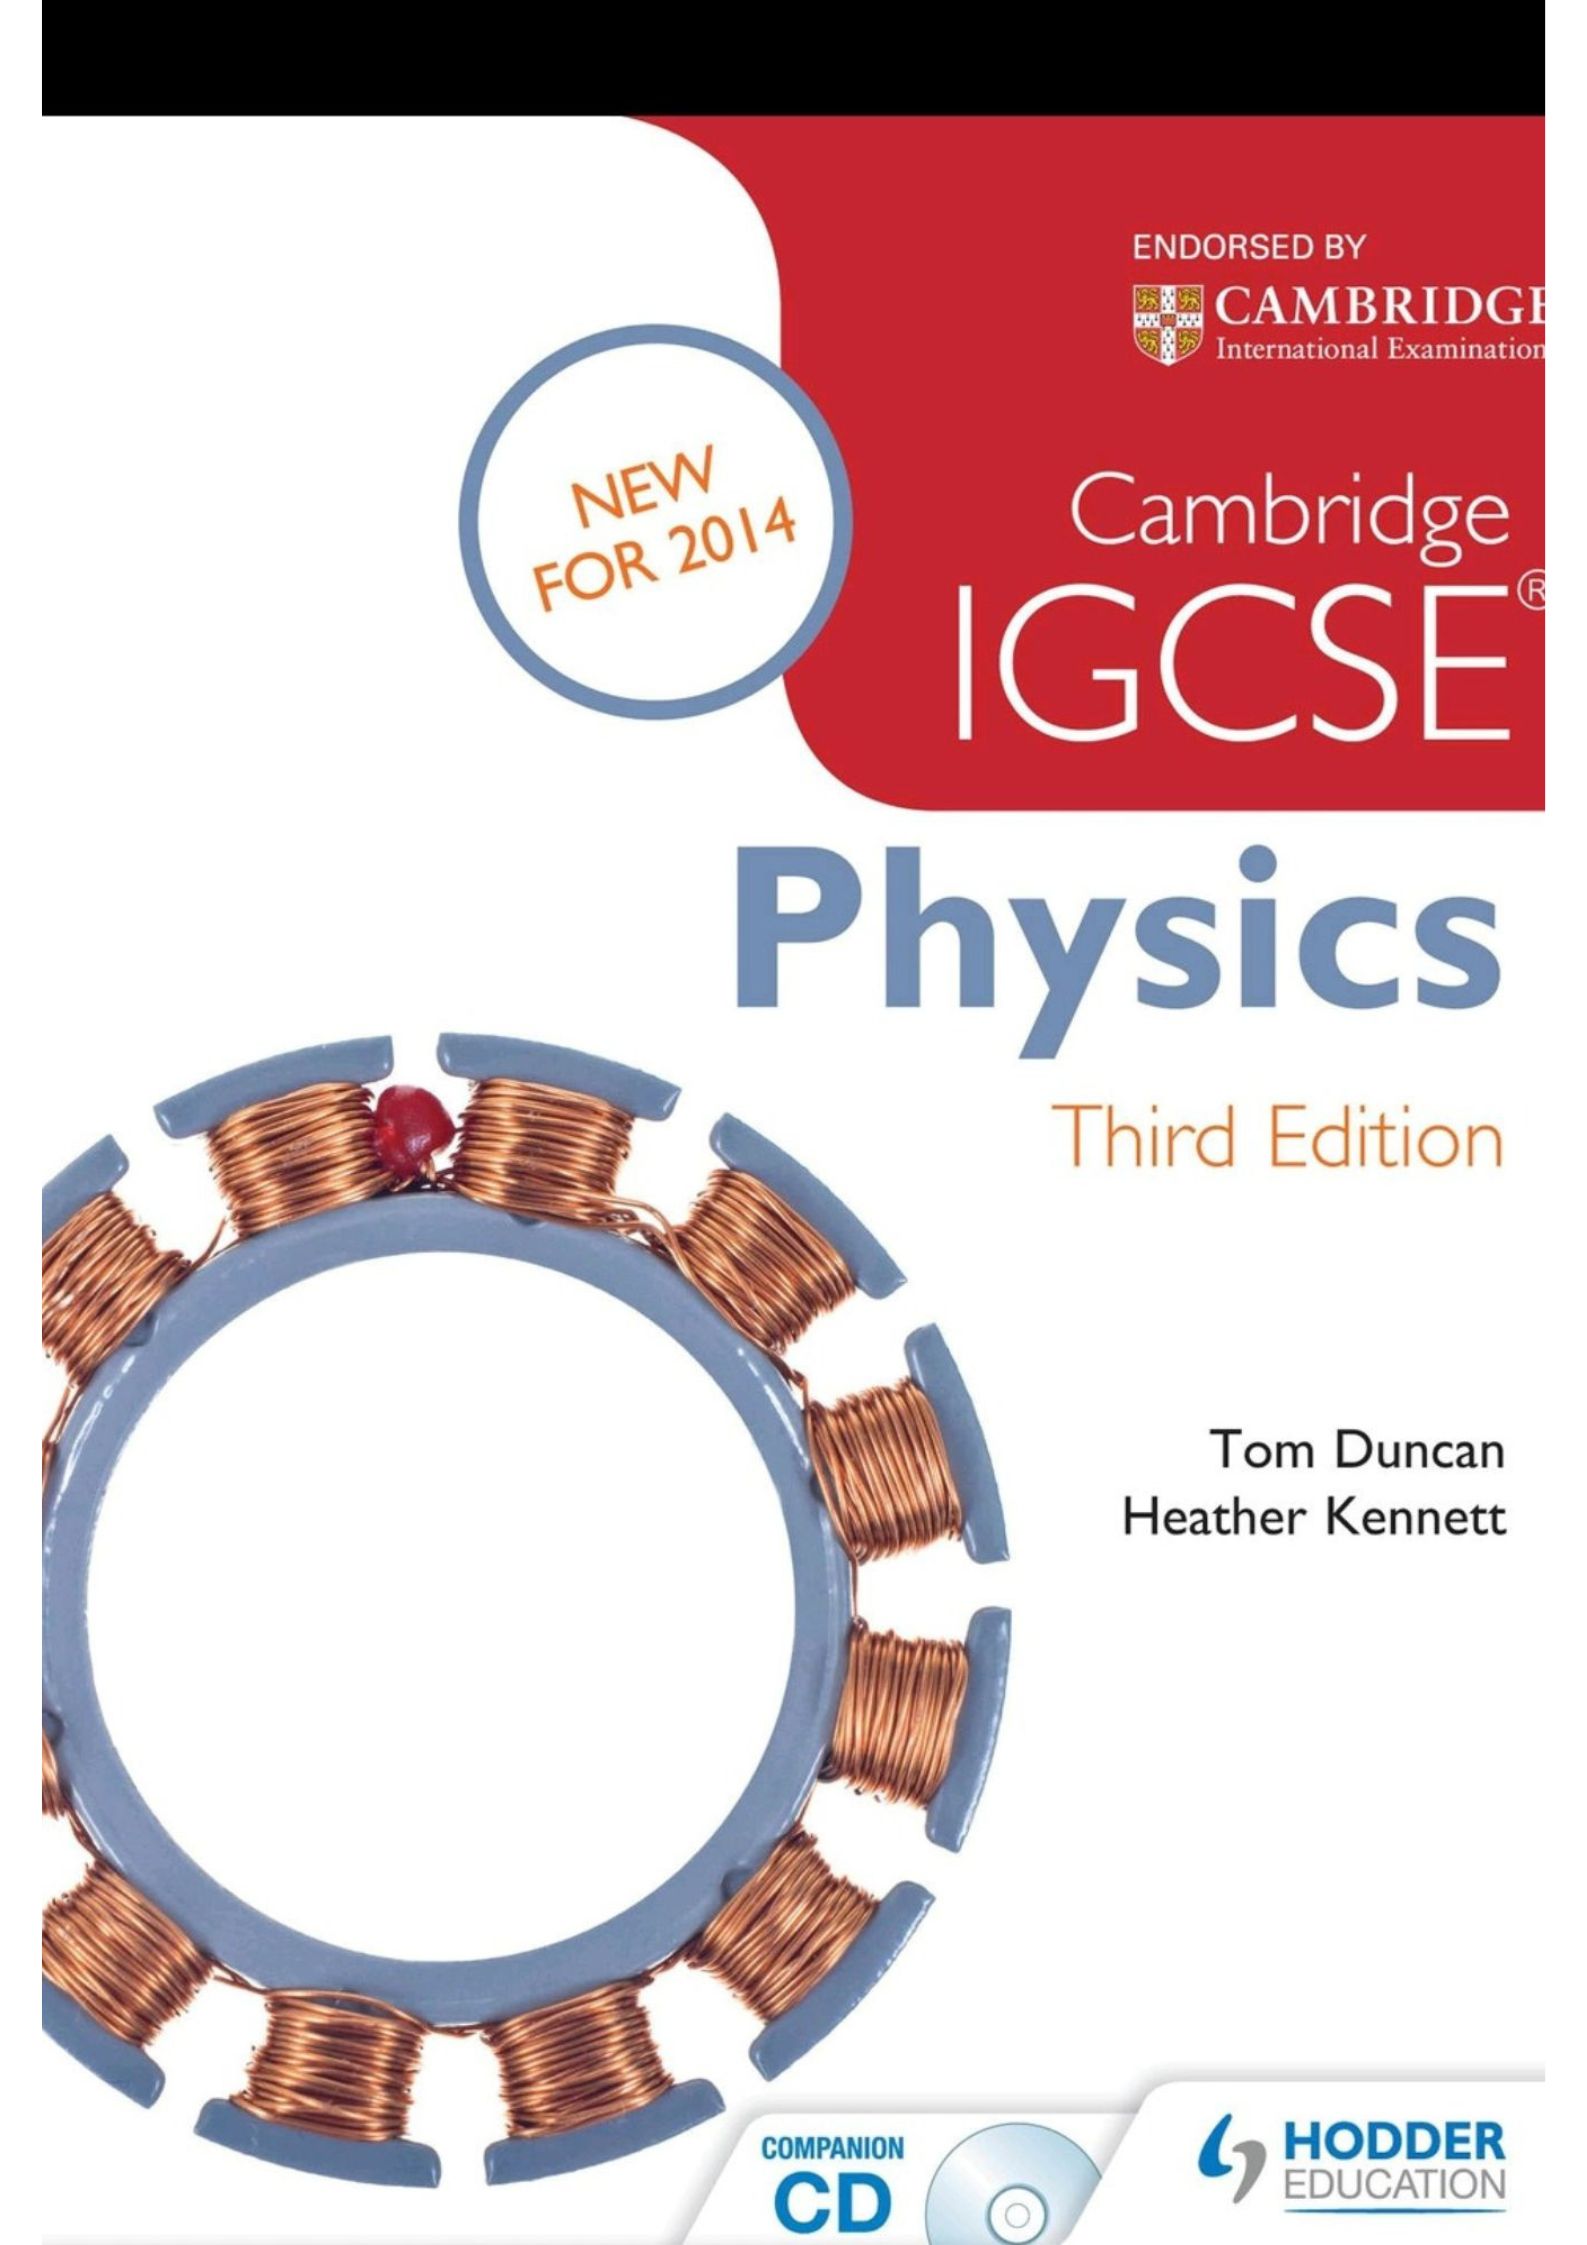 ENDORSED BY
CAMBRIDGE
International Examination
NEW
FOR 2014
Cambridge
IGCSE®
Physics
Third Edition
Tom Duncan
Heather Kennett
COMPANION
CD
HODDER
EDUCATION